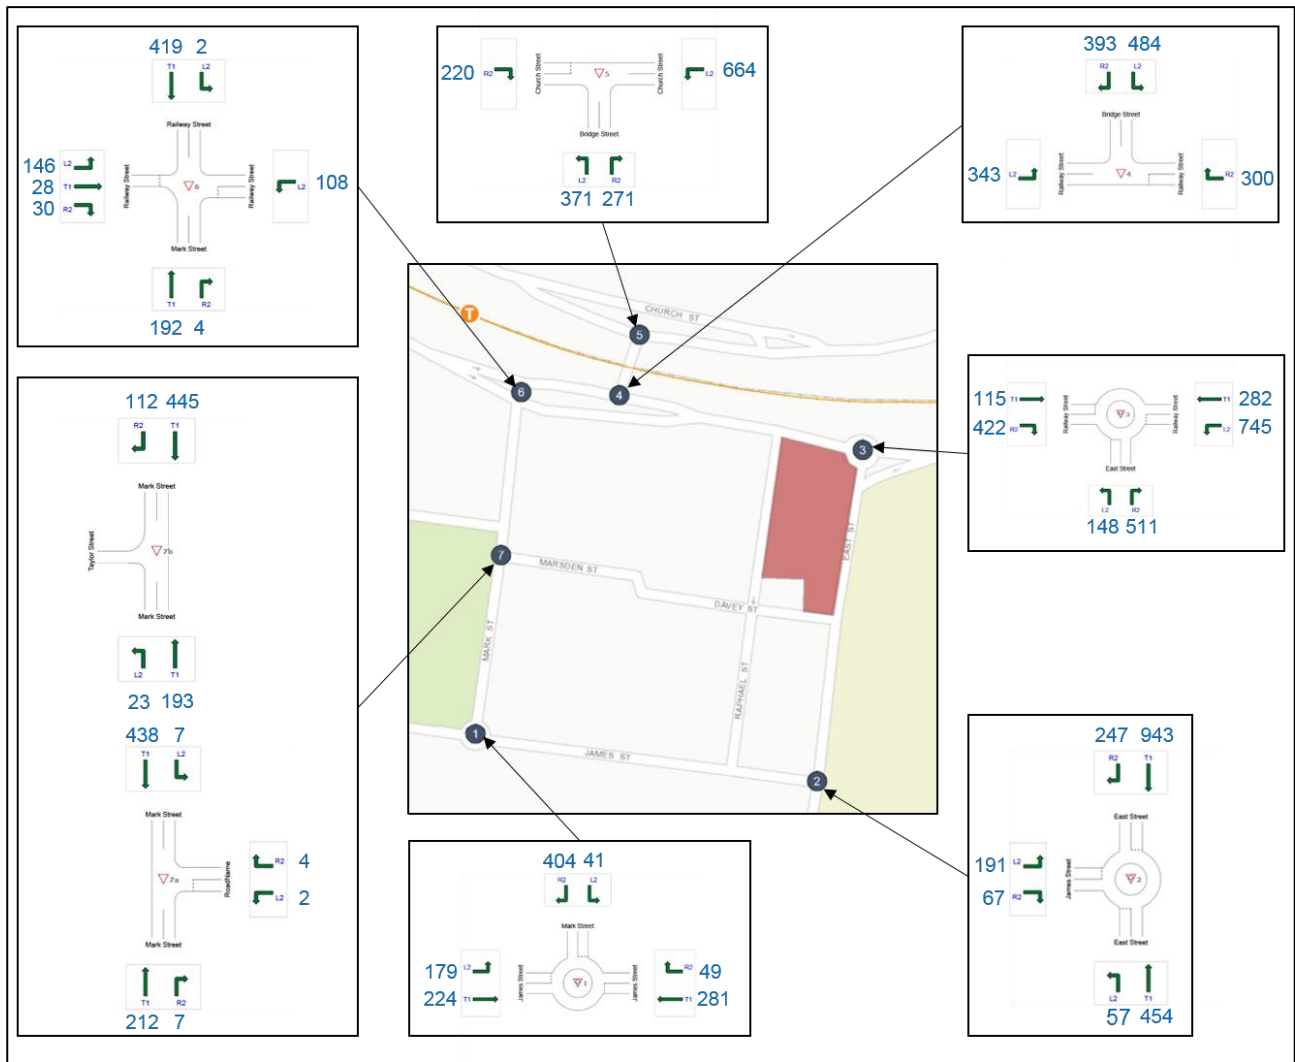 419 2
T1 L2
Railway Street
146 L2
28 T1
30 R2
Railway Street
6
Railway Street
L2 108
Mark Street
T1 R2
192 4
220 R2
Church Street
5
Church Street
L2 664
Bridge Street
L2 R2
371 271
393 484
R2 L2
Bridge Street
343 L2
Railway Street
4
Railway Street
R2 300
112 445
R2 T1
Mark Street
Taylor Street
7b
Mark Street
L2 T1
23 193
438 7
T1 L2
Mark Street
7a
RoadName
R2 4
L2 2
Mark Street
T1 R2
212 7
T
CHURCH ST
5
6
4
3
7
MARSDEN ST
DAVEY ST
EAST ST
MARK ST
RAPHAEL ST
1
JAMES ST
2
115 T1
422 R2
Railway Street
3
Railway Street
T1 282
L2 745
East Street
L2 R2
148 511
404 41
R2 L2
Mark Street
179 L2
224 T1
James Street
1
James Street
R2 49
T1 281
247 943
R2 T1
East Street
191 L2
67 R2
James Street
2
East Street
L2 T1
57 454